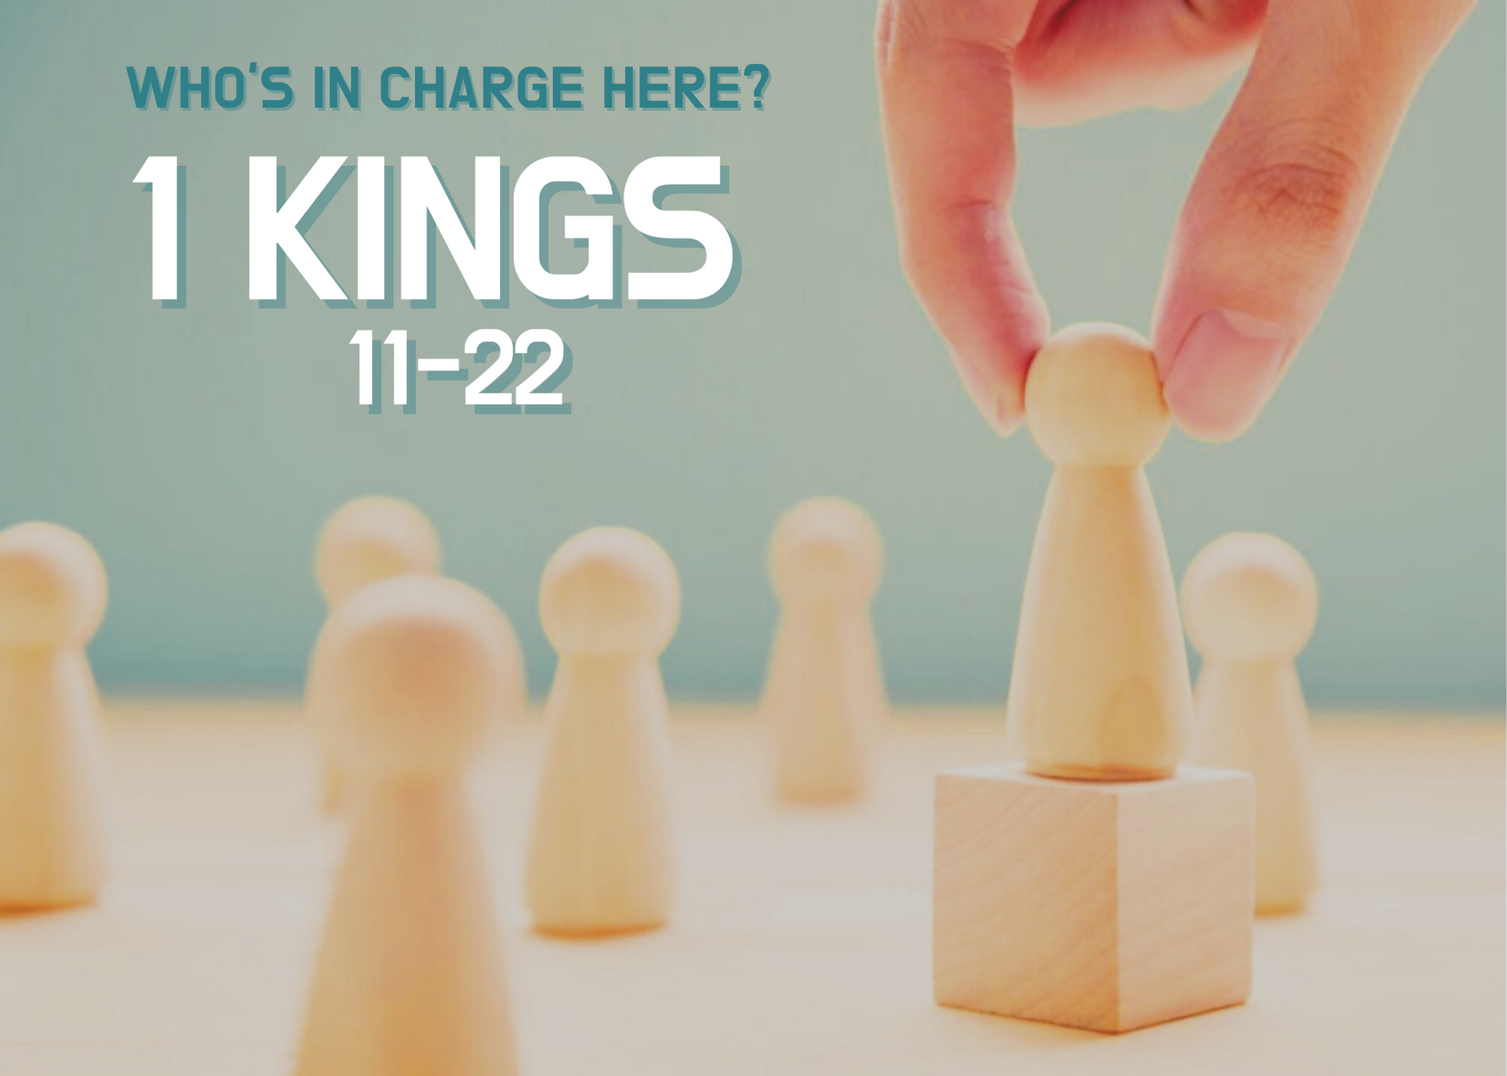 WHO'S IN CHARGE HERE?
1 KINGS
11-22